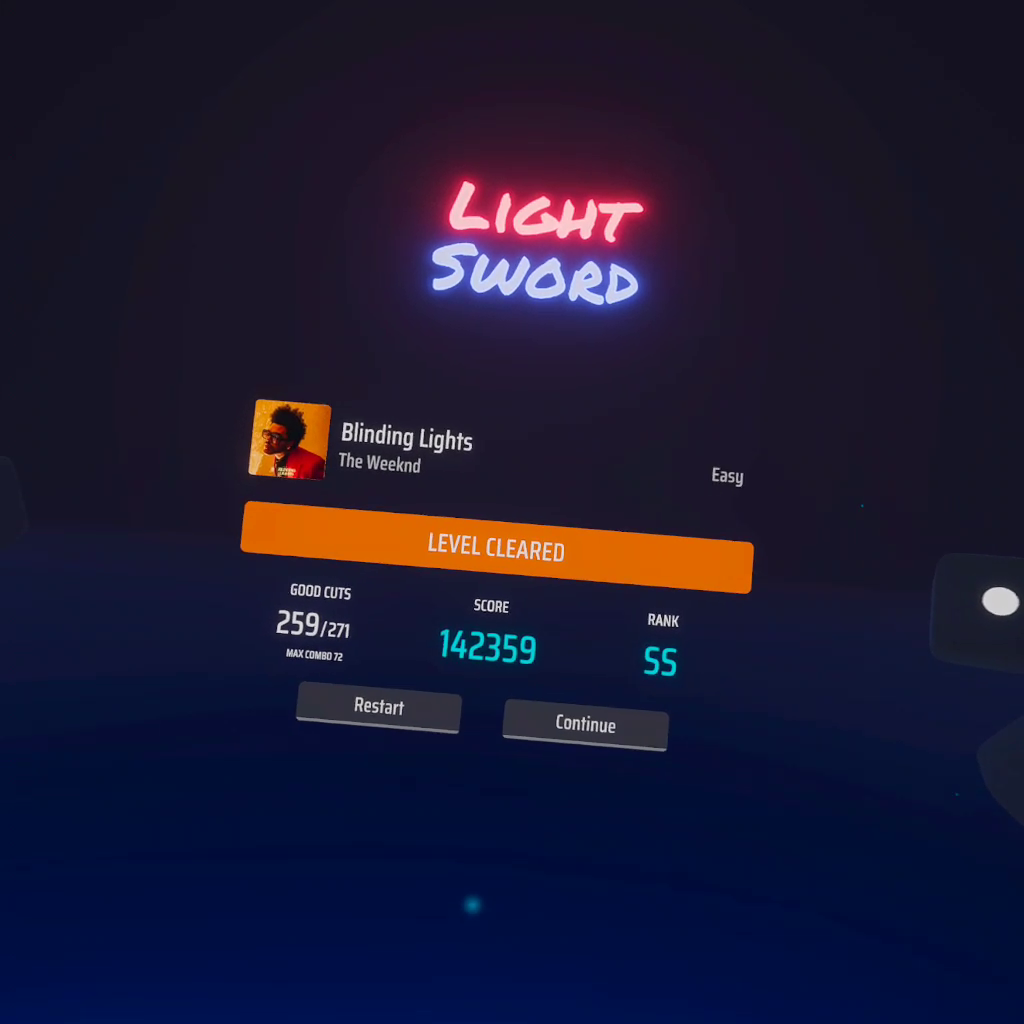 LIGHT
SWORD
Blinding Lights
The Weeknd
Easy
LEVEL CLEARED
GOOD CUTS
SCORE
RANK
259/271
142359
SS
MAX COMBO 72
Restart
Continue